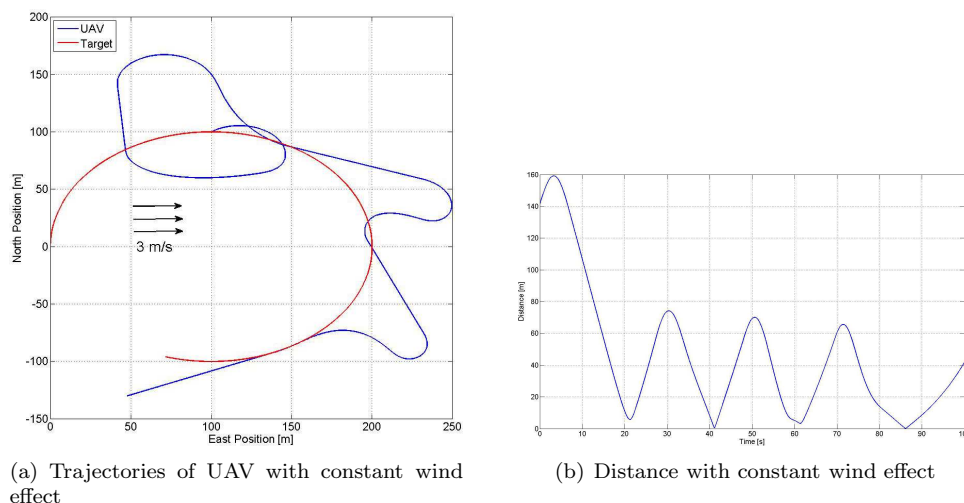 200
150
100
50
0
-50
-100
-150
North Position [m]
UAV
Target
3 m/s
0 50 100 150 200 250
East Position [m]
(a) Trajectories of UAV with constant wind
effect
160
140
120
100
80
60
40
20
0
Distance [m]
0 10 20 30 40 50 60 70 80 90 100
Time [s]
(b) Distance with constant wind effect